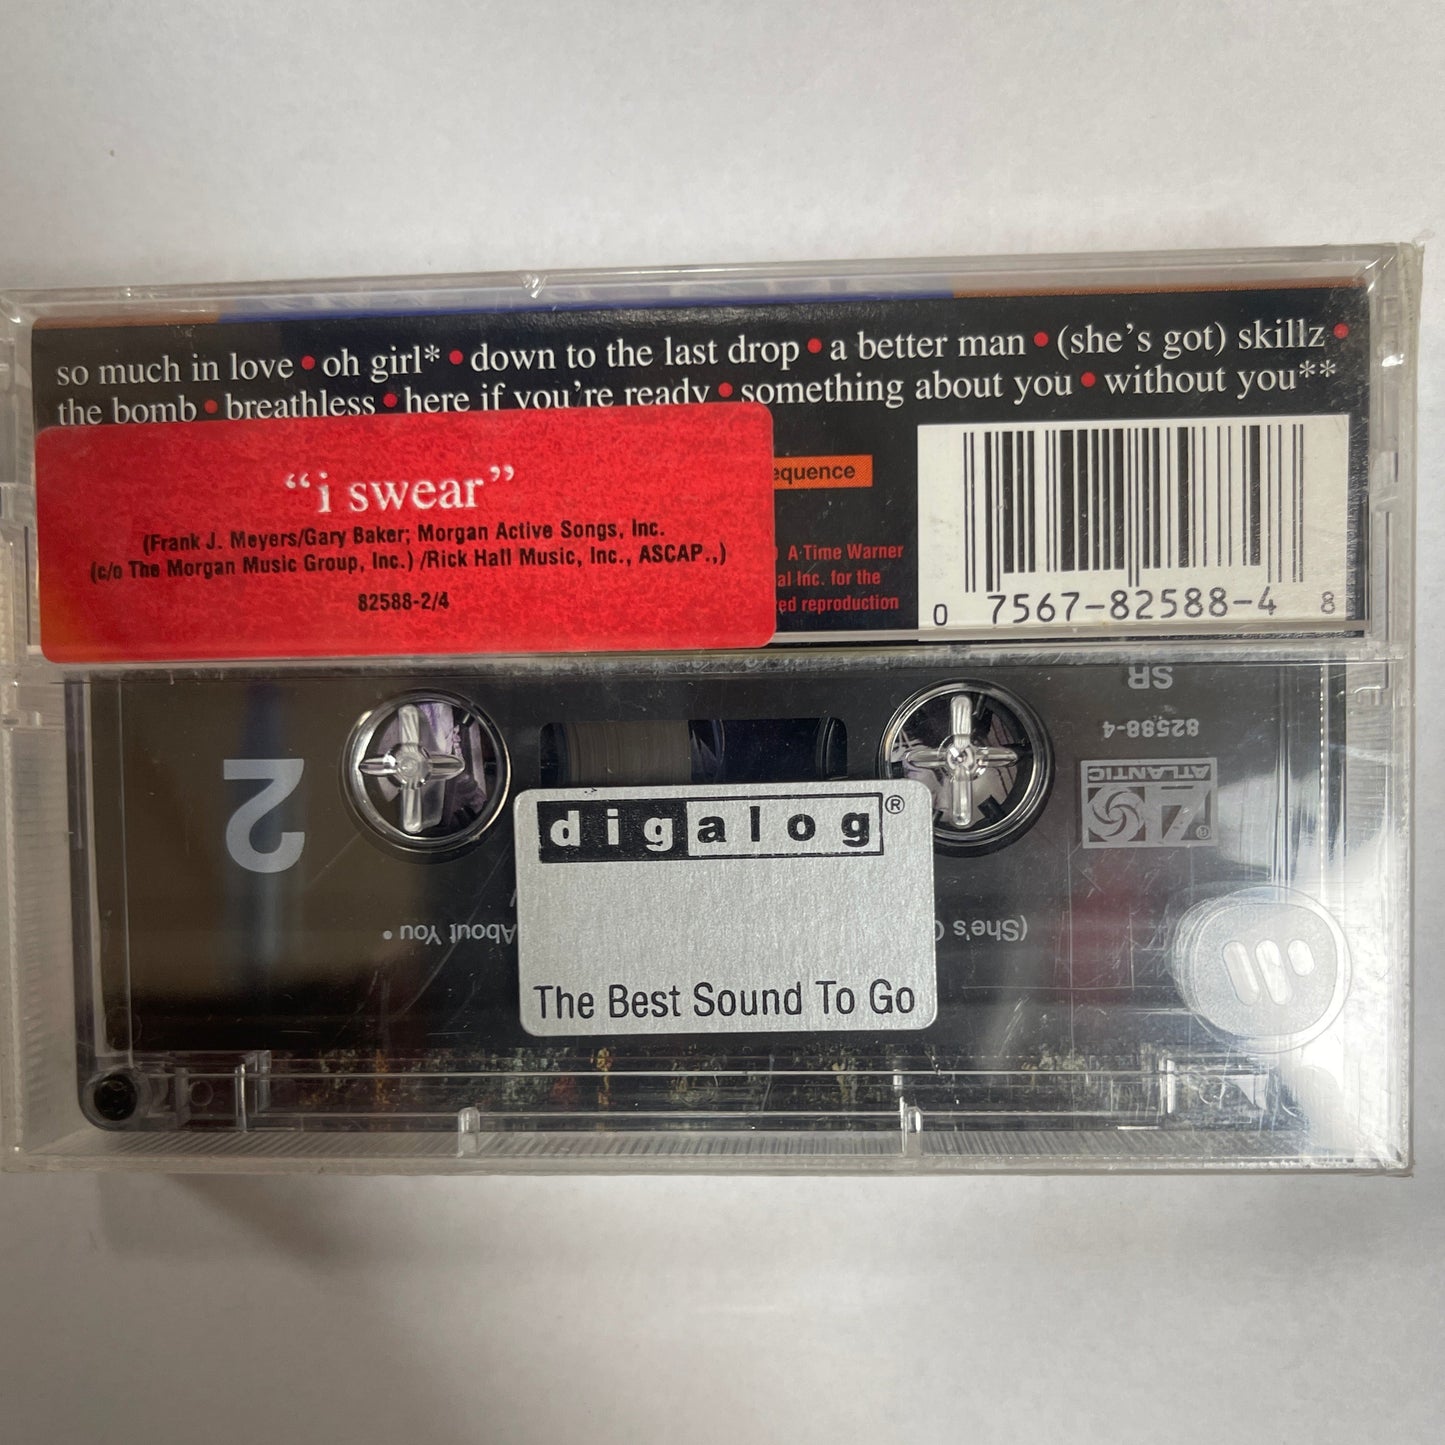 so much in love • oh girl* • down to the last drop • a better man • (she's got) skillz •
the bomb • breathless • here if you're ready • something about you • without you**
“i swear”
(Frank J. Meyers/Gary Baker; Morgan Active Songs, Inc.
(c/o The Morgan Music Group, Inc.) /Rick Hall Music, Inc., ASCAP.,)
82588-2/4
equence
A Time Warner
al Inc. for the
ed reproduction
0 7567-82588-4 8
SR
82588-4
ATLANTIC
2
digalog®
(She's
About You •
The Best Sound To Go